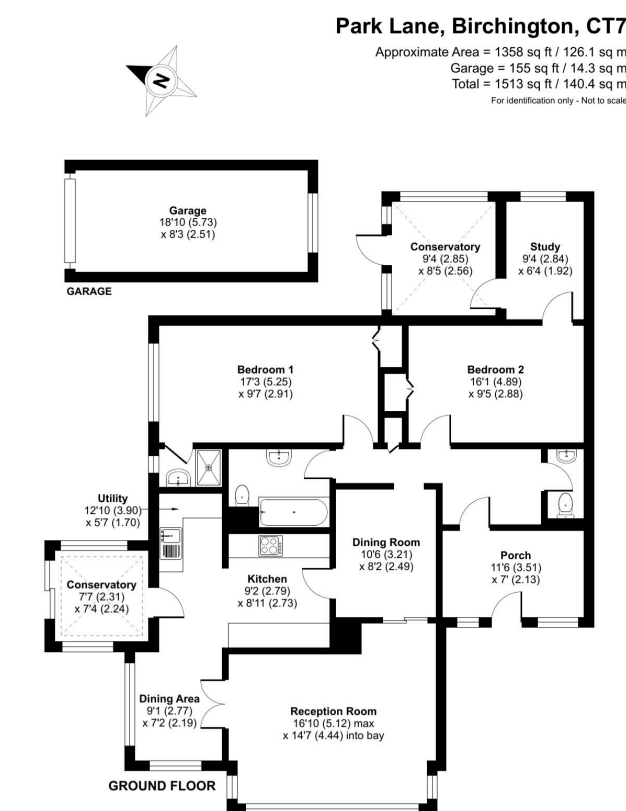 Park Lane, Birchington, CT7
Approximate Area = 1358 sq ft / 126.1 sq m
Garage = 155 sq ft / 14.3 sq m
Total = 1513 sq ft / 140.4 sq m
For identification only - Not to scale
N
Garage
18'10 (5.73)
x 8'3 (2.51)
GARAGE
Conservatory
9'4 (2.85)
x 8'5 (2.56)
Study
9'4 (2.84)
x 6'4 (1.92)
Bedroom 1
17'3 (5.25)
x 9'7 (2.91)
Bedroom 2
16'1 (4.89)
x 9'5 (2.88)
Utility
12'10 (3.90)
x 5'7 (1.70)
Dining Room
10'6 (3.21)
x 8'2 (2.49)
Porch
11'6 (3.51)
x 7' (2.13)
Conservatory
7'7 (2.31)
x 7'4 (2.24)
Kitchen
9'2 (2.79)
x 8'11 (2.73)
Dining Area
9'1 (2.77)
x 7'2 (2.19)
Reception Room
16'10 (5.12) max
x 14'7 (4.44) into bay
GROUND FLOOR